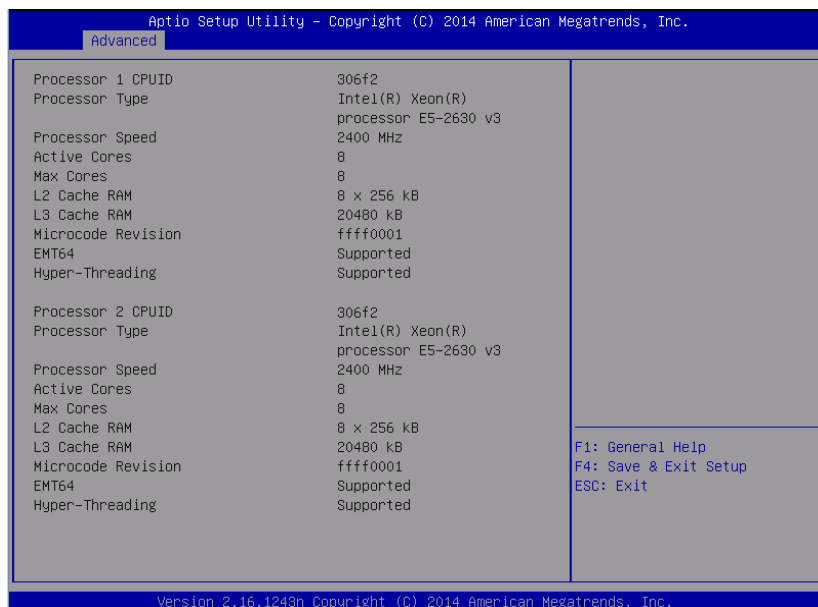 Aptio Setup Utility – Copyright (C) 2014 American Megatrends, Inc.
Advanced
Processor 1 CPUID 306f2
Processor Type Intel(R) Xeon(R)
processor E5-2630 v3
Processor Speed 2400 MHz
Active Cores 8
Max Cores 8
L2 Cache RAM 8 x 256 kB
L3 Cache RAM 20480 kB
Microcode Revision ffff0001
EMT64 Supported
Hyper-Threading Supported
Processor 2 CPUID 306f2
Processor Type Intel(R) Xeon(R)
processor E5-2630 v3
Processor Speed 2400 MHz
Active Cores 8
Max Cores 8
L2 Cache RAM 8 x 256 kB
L3 Cache RAM 20480 kB
Microcode Revision ffff0001
EMT64 Supported
Hyper-Threading Supported
F1: General Help
F4: Save & Exit Setup
ESC: Exit
Version 2.16.1243n Copyright (C) 2014 American Megatrends, Inc.